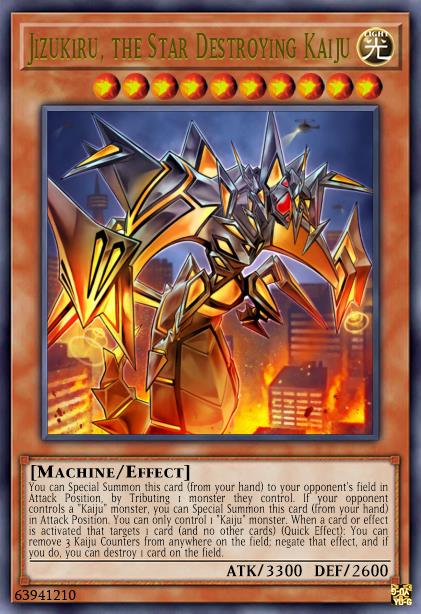 Jizukiru, the Star Destroying Kaiju
LIGHT
光
[Machine/Effect]
You can Special Summon this card (from your hand) to your opponent's field in
Attack Position, by Tributing 1 monster they control. If your opponent
controls a "Kaiju" monster, you can Special Summon this card (from your hand)
in Attack Position. You can only control 1 "Kaiju" monster. When a card or effect
is activated that targets 1 card (and no other cards) (Quick Effect): You can
remove 3 Kaiju Counters from anywhere on the field; negate that effect, and if
you do, you can destroy 1 card on the field.
ATK/3300 DEF/2600
63941210